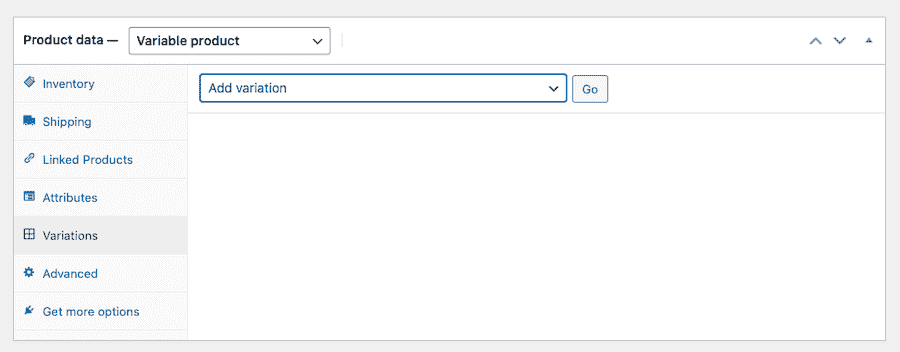 Product data — Variable product
Inventory
Add variation Go
Shipping
Linked Products
Attributes
Variations
Advanced
Get more options